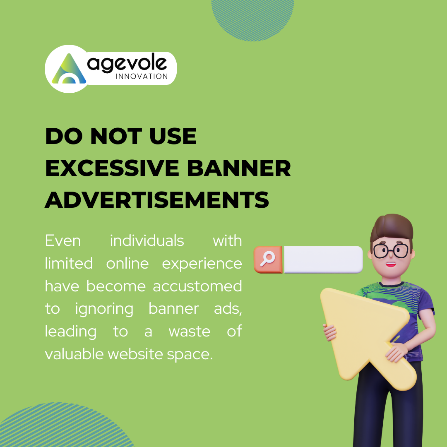 agevole
INNOVATION
DO NOT USE
EXCESSIVE BANNER
ADVERTISEMENTS
Even individuals with
limited online experience
have become accustomed
to ignoring banner ads,
leading to a waste of
valuable website space.